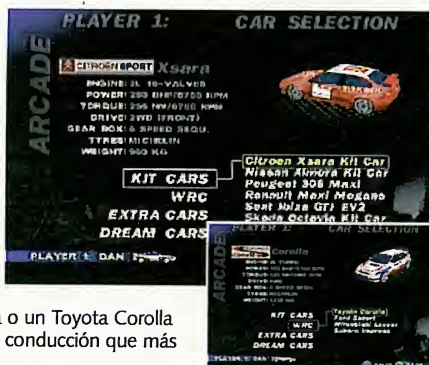 PLAYER 1: CAR SELECTION
ARCADE
CITROËN SPORT Xsara
ENGINE: 2L 16-VALVES
POWER: 280 BHP/8700 RPM
TORQUE: 255 NM/6700 RPM
DRIVE: 2WD (FRONT)
GEAR BOX: 6 SPEED SEQU.
TYRES: MICHELIN
WEIGHT: 960 KG
KIT CARS
WRC
EXTRA CARS
DREAM CARS
Citroen Xsara Kit Car
Nissan Almera Kit Car
Peugeot 306 Maxi
Renault Maxi Megane
Seat Ibiza GTI EV2
Skoda Octavia Kit Car
PLAYER 1: DAN
PLAYER 1: CAR SELECTION
ARCADE
Corolla
KIT CARS
WRC
EXTRA CARS
DREAM CARS
Toyota Corolla
Ford Escort
Mitsubishi Lancer
Subaru Impreza
PLAYER 1: DAN
o un Toyota Corolla
conducción que más